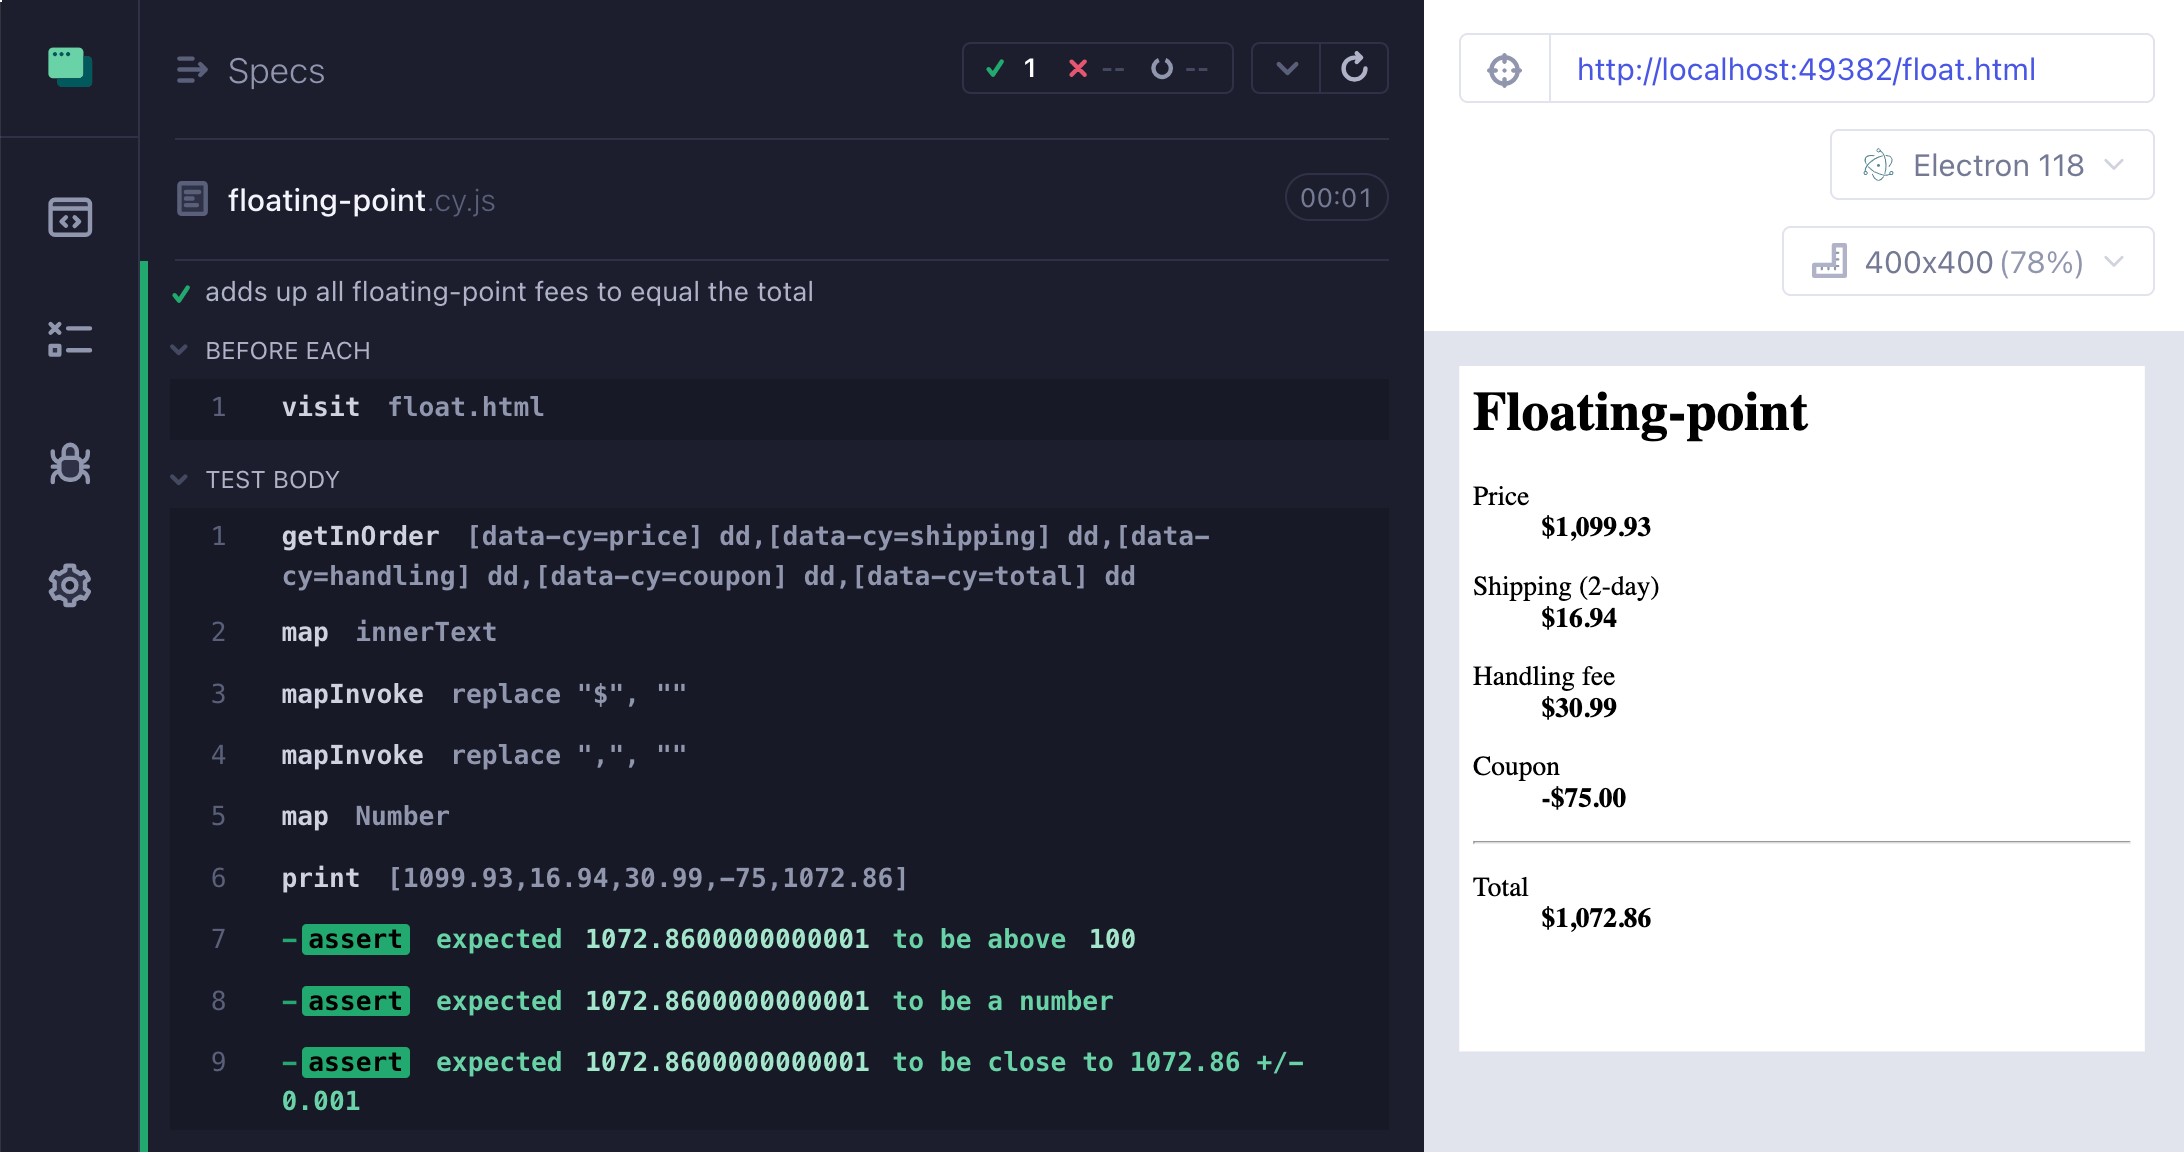 Specs
1 -- --
floating-point.cy.js
00:01
adds up all floating-point fees to equal the total
BEFORE EACH
1 visit float.html
TEST BODY
1 getInOrder [data-cy=price] dd,[data-cy=shipping] dd,[data-
cy=handling] dd,[data-cy=coupon] dd,[data-cy=total] dd
2 map innerText
3 mapInvoke replace "$", ""
4 mapInvoke replace ",", ""
5 map Number
6 print [1099.93,16.94,30.99,-75,1072.86]
7 -assert expected 1072.8600000000001 to be above 100
8 -assert expected 1072.8600000000001 to be a number
9 -assert expected 1072.8600000000001 to be close to 1072.86 +/-
0.001
http://localhost:49382/float.html
Electron 118
400x400 (78%)
Floating-point
Price
$1,099.93
Shipping (2-day)
$16.94
Handling fee
$30.99
Coupon
-$75.00
Total
$1,072.86